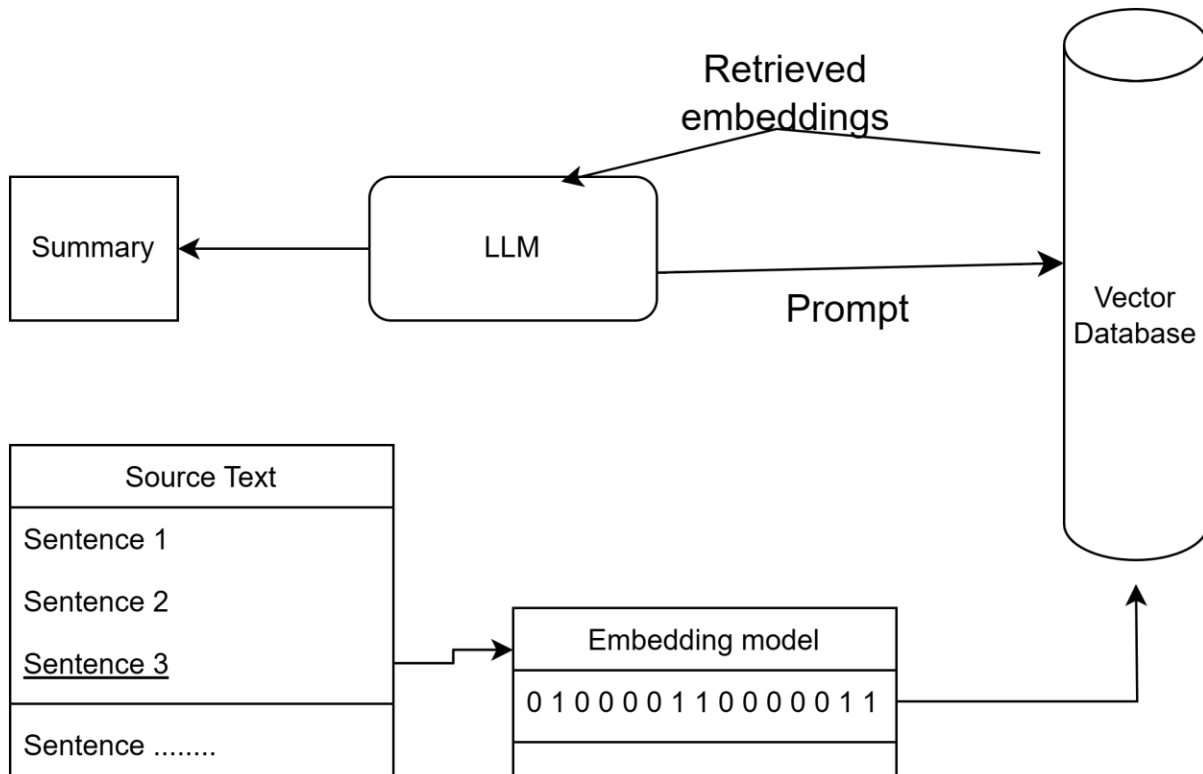 Retrieved
embeddings
Summary
LLM
Prompt
Vector
Database
Source Text
Sentence 1
Sentence 2
Sentence 3
Sentence ........
Embedding model
0 1 0 0 0 0 1 1 0 0 0 0 0 1 1